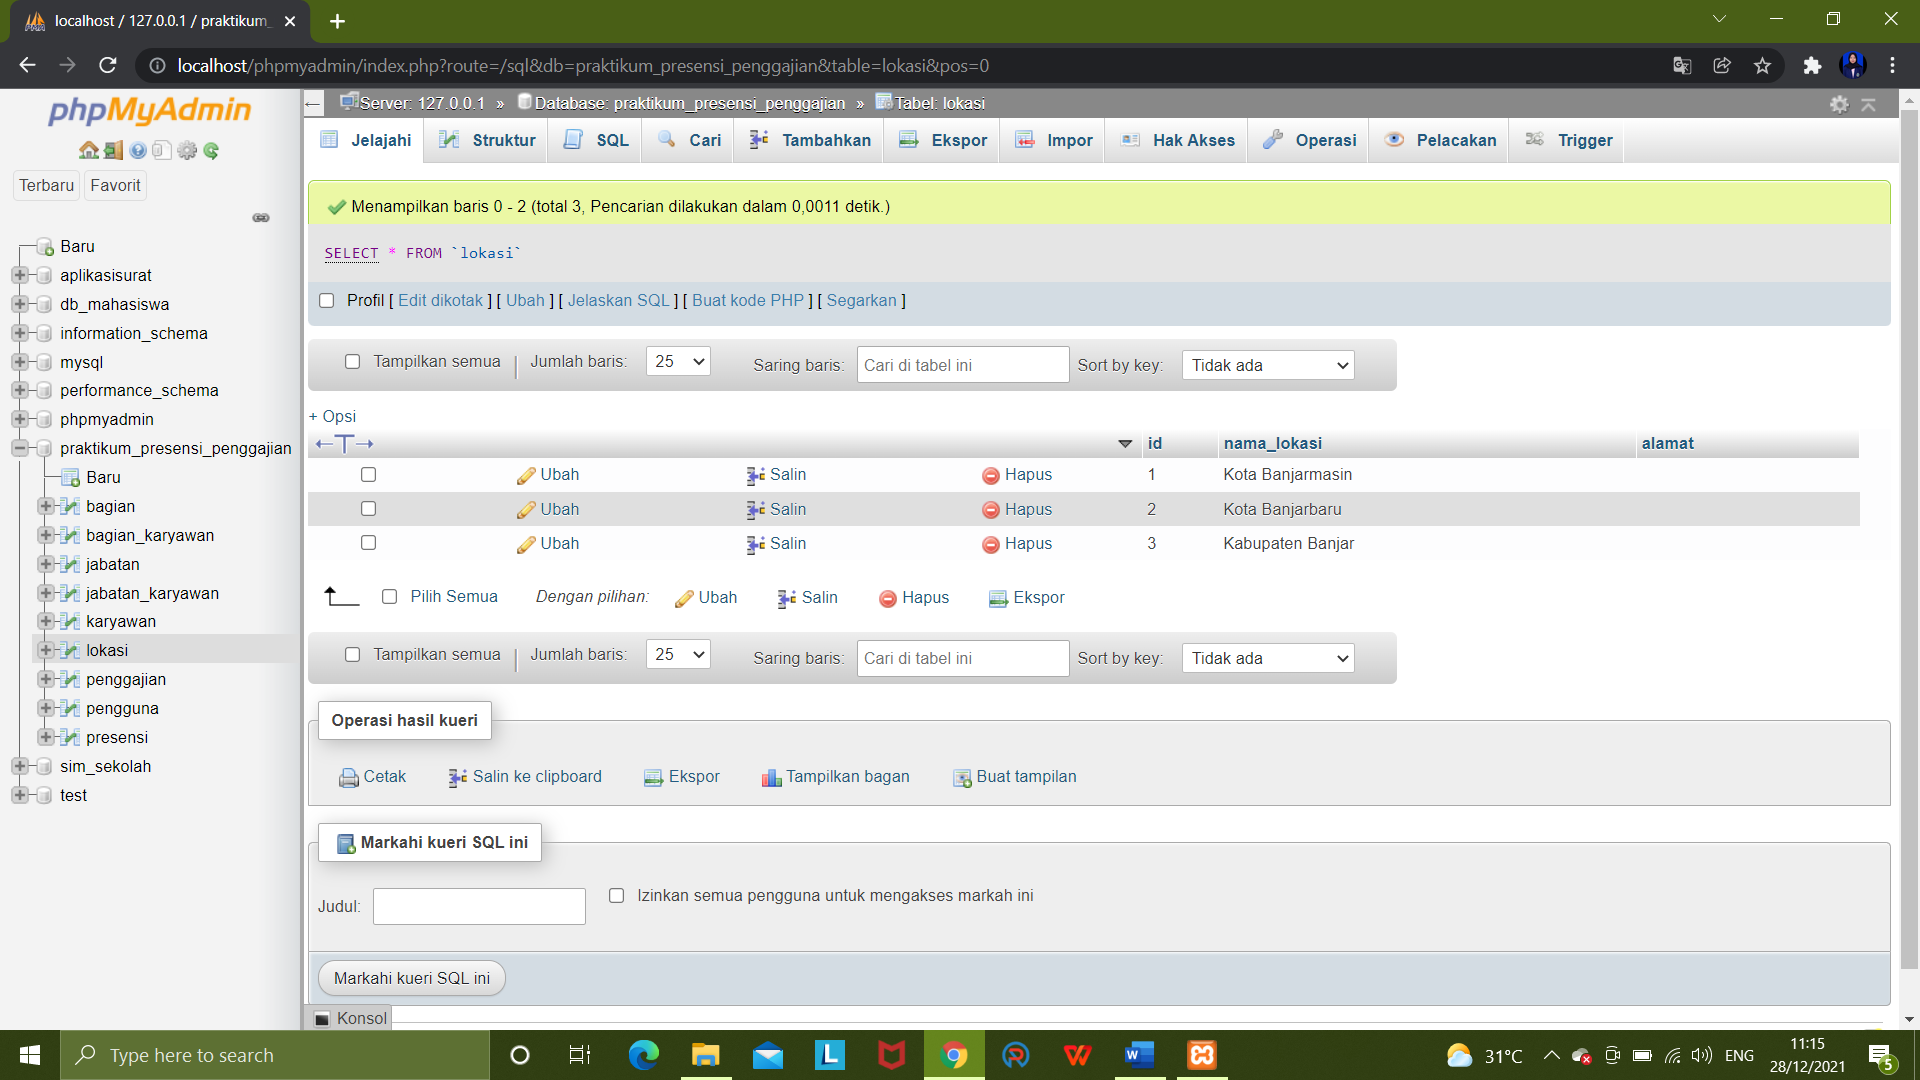 localhost / 127.0.0.1 / praktikum_
localhost/phpmyadmin/index.php?route=/sql&db=praktikum_presensi_penggajian&table=lokasi&pos=0
phpMyAdmin
Terbaru Favorit
Baru
aplikasisurat
db_mahasiswa
information_schema
mysql
performance_schema
phpmyadmin
praktikum_presensi_penggajian
Baru
bagian
bagian_karyawan
jabatan
jabatan_karyawan
karyawan
lokasi
penggajian
pengguna
presensi
sim_sekolah
test
Server: 127.0.0.1 » Database: praktikum_presensi_penggajian » Tabel: lokasi
Jelajahi Struktur SQL Cari Tambahkan Ekspor Impor Hak Akses Operasi Pelacakan Trigger
Menampilkan baris 0 - 2 (total 3, Pencarian dilakukan dalam 0,0011 detik.)
SELECT * FROM `lokasi`
Profil [ Edit dikotak ] [ Ubah ] [ Jelaskan SQL ] [ Buat kode PHP ] [ Segarkan ]
Tampilkan semua | Jumlah baris: 25 Saring baris: Cari di tabel ini Sort by key: Tidak ada
+ Opsi
←T→ id nama_lokasi alamat
Ubah Salin Hapus 1 Kota Banjarmasin
Ubah Salin Hapus 2 Kota Banjarbaru
Ubah Salin Hapus 3 Kabupaten Banjar
Pilih Semua Dengan pilihan: Ubah Salin Hapus Ekspor
Tampilkan semua | Jumlah baris: 25 Saring baris: Cari di tabel ini Sort by key: Tidak ada
Operasi hasil kueri
Cetak Salin ke clipboard Ekspor Tampilkan bagan Buat tampilan
Markahi kueri SQL ini
Judul: Izinkan semua pengguna untuk mengakses markah ini
Markahi kueri SQL ini
Konsol
Type here to search
31°C ENG
11:15
28/12/2021
5